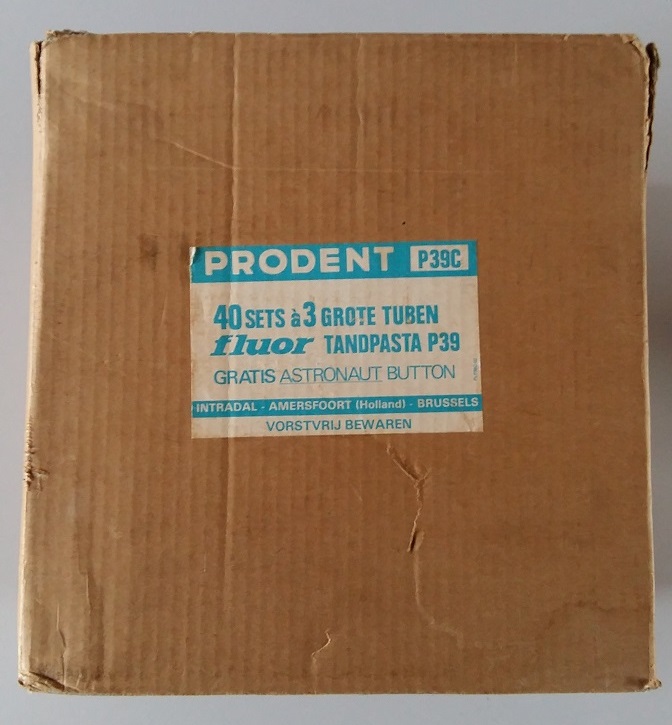 PRODENT P39C
40 SETS à 3 GROTE TUBEN
fluor TANDPASTA P39
GRATIS ASTRONAUT BUTTON
INTRADAL - AMERSFOORT (Holland) - BRUSSELS
VORSTVRIJ BEWAREN